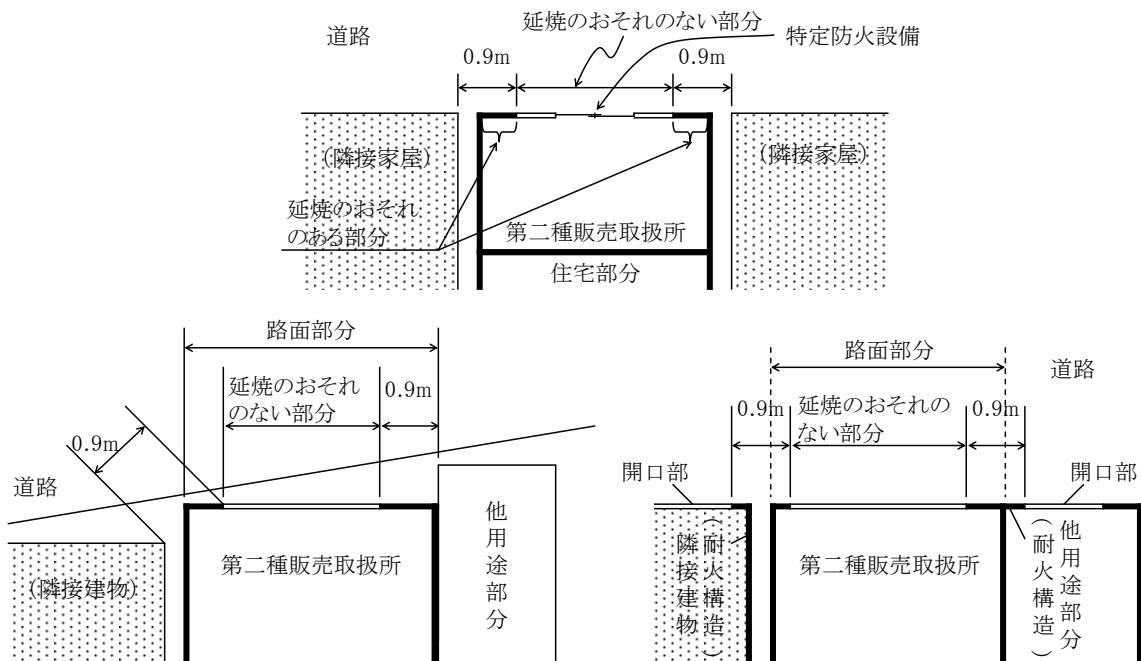 延焼のおそれのない部分
道路
特定防火設備
0.9m
0.9m
(隣接家屋)
(隣接家屋)
延焼のおそれ
のある部分
第二種販売取扱所
住宅部分
路面部分
延焼のおそれ
のない部分
0.9m
0.9m
道路
(隣接建物)
第二種販売取扱所
他用途部分
路面部分
道路
0.9m
延焼のおそれの
ない部分
0.9m
開口部
開口部
(耐火構造)
隣接建物
第二種販売取扱所
他用途部分
(耐火構造)